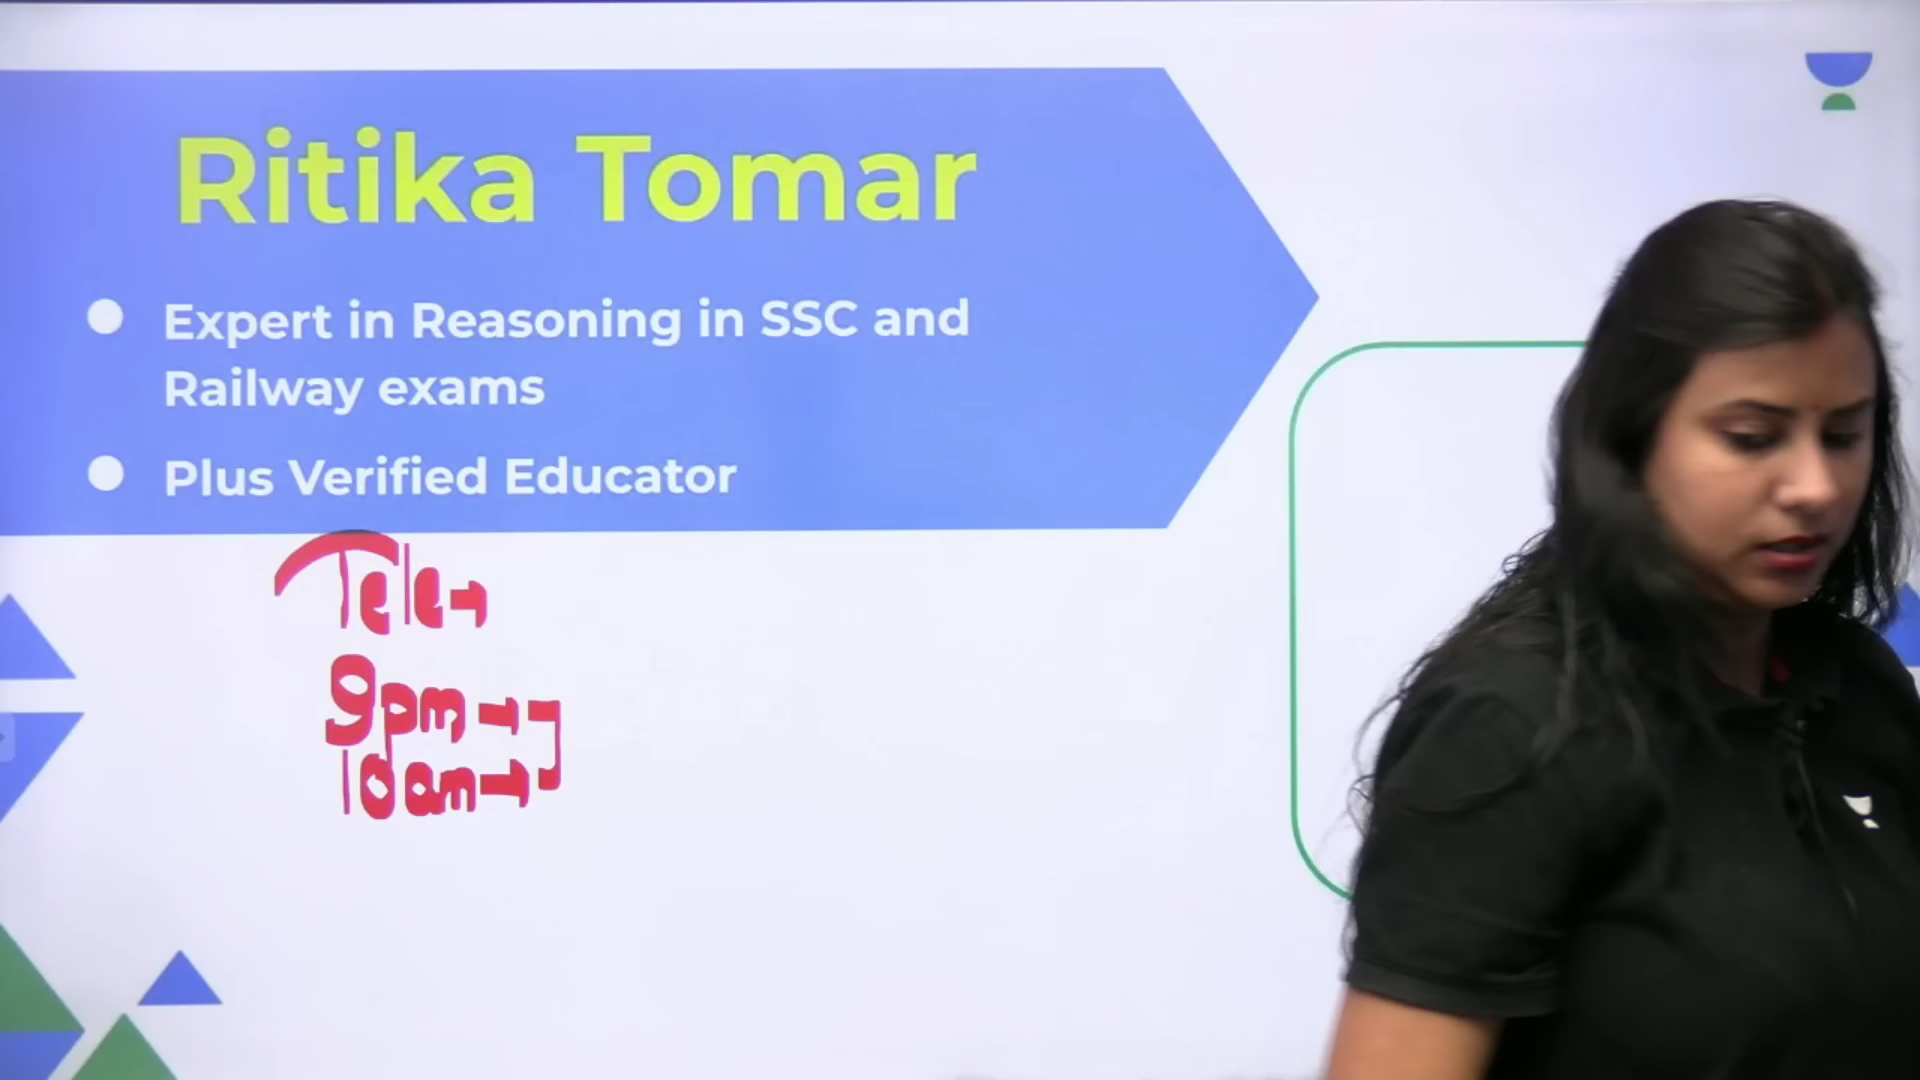 Ritika Tomar
Expert in Reasoning in SSC and
Railway exams
Plus Verified Educator
Tele
9pm
10am